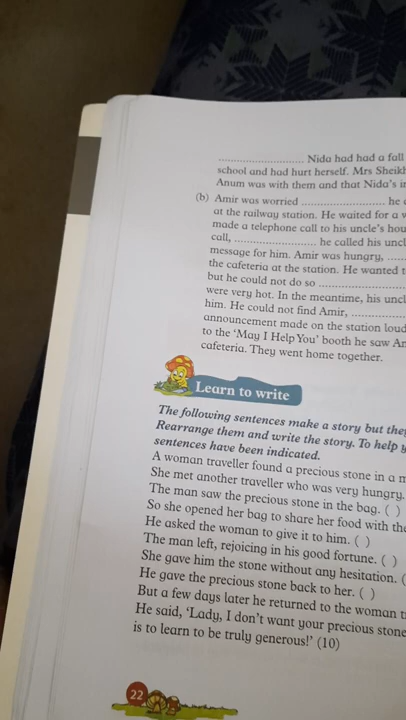 ........................ Nida had had a fall
school and had hurt herself. Mrs Sheikh
Anum was with them and that Nida's
(b) Amir was worried ........................ he
at the railway station. He waited for a
made a telephone call to his uncle's
call, ........................ he called his
message for him. Amir was hungry, ......
the cafeteria at the station. He wanted
but he could not do so ........................
were very hot. In the meantime, his
him. He could not find Amir, ................
announcement made on the station
to the 'May I Help You' booth he saw
cafeteria. They went home together.
Learn to write
The following sentences make a story but
Rearrange them and write the story. To help
sentences have been indicated.
A woman traveller found a precious stone in a
She met another traveller who was very hungry.
The man saw the precious stone in the bag. ( )
So she opened her bag to share her food with
He asked the woman to give it to him. ( )
The man left, rejoicing in his good fortune. ( )
She gave him the stone without any hesitation. (
He gave the precious stone back to her. ( )
But a few days later he returned to the woman
He said, 'Lady, I don't want your precious stone
is to learn to be truly generous!' (10)
22